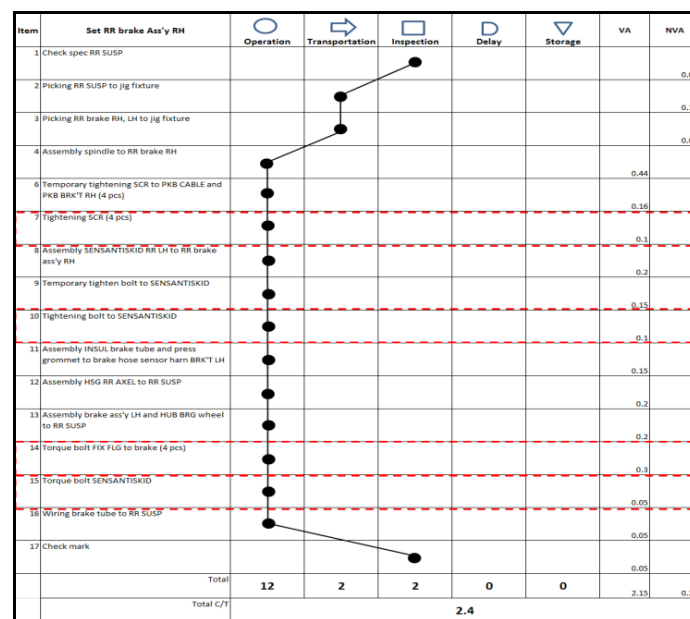 Item Set RR brake Ass'y RH Operation Transportation Inspection Delay Storage VA NVA
1 Check spec RR SUSP
2 Picking RR SUSP to jig fixture
3 Picking RR brake RH, LH to jig fixture
4 Assembly spindle to RR brake RH
0.44
6 Temporary tightening SCR to PKB CABLE and
PKB BRK'T RH (4 pcs)
0.16
7 Tightening SCR (4 pcs)
0.1
8 Assembly SENSANTISKID RR LH to RR brake
ass'y RH
0.2
9 Temporary tighten bolt to SENSANTISKID
0.15
10 Tightening bolt to SENSANTISKID
0.1
11 Assembly INSUL brake tube and press
grommet to brake hose sensor harn BRK'T LH
0.15
12 Assembly HSG RR AXEL to RR SUSP
0.2
13 Assembly brake ass'y LH and HUB BRG wheel
to RR SUSP
0.2
14 Torque bolt FIX FLG to brake (4 pcs)
0.3
15 Torque bolt SENSANTISKID
0.05
16 Wiring brake tube to RR SUSP
0.05
17 Check mark
0.05
Total 12 2 2 0 0
2.15
Total C/T 2.4